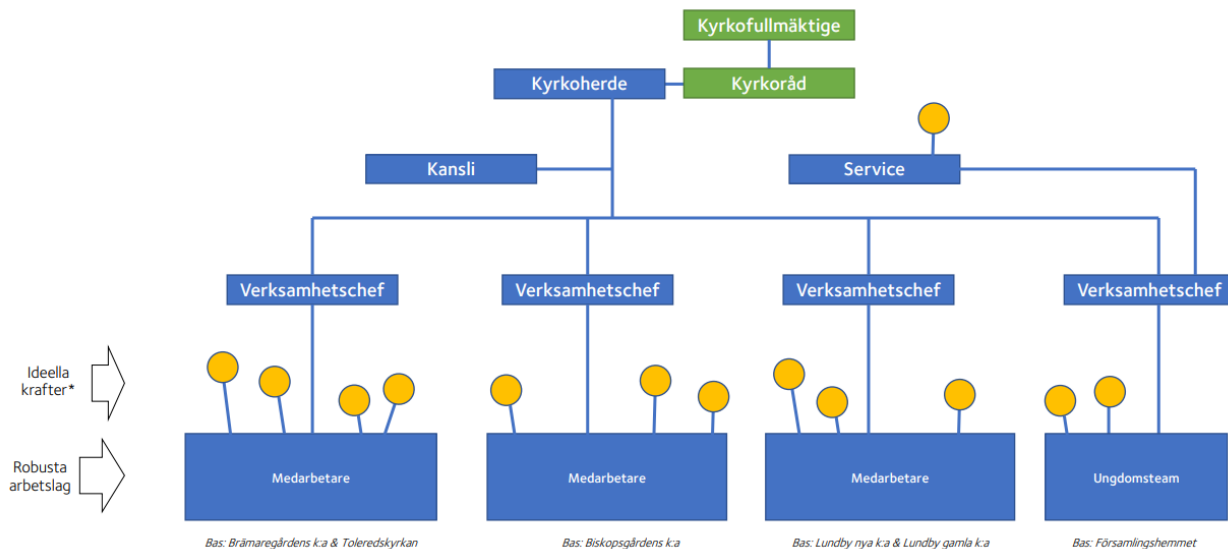 Kyrkofullmäktige
Kyrkoherde
Kyrkoråd
Kansli
Service
Verksamhetschef
Verksamhetschef
Verksamhetschef
Verksamhetschef
Ideella
krafter*
Robusta
arbetslag
Medarbetare
Medarbetare
Medarbetare
Ungdomsteam
Bas: Brämaregårdens k:a & Toleredskyrkan
Bas: Biskopsgårdens k:a
Bas: Lundby nya k:a & Lundby gamla k:a
Bas: Församlingshemmet